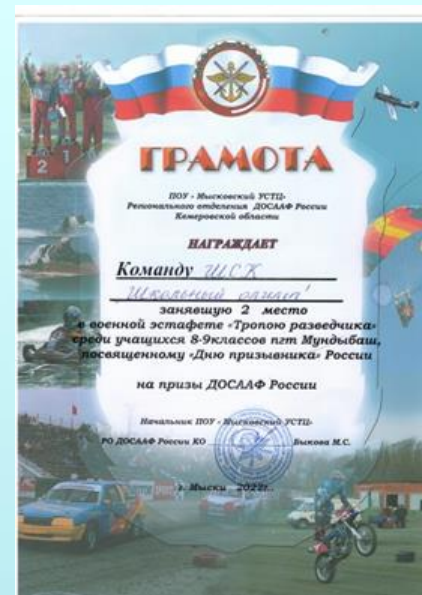 2 1
ГРАМОТА
ПОУ «Мысковский УСТЦ»
Регионального отделения ДОСААФ России
Кемеровской области
НАГРАЖДАЕТ
Команду ШСК
Школьный олимп"
занявшую 2 место
в военной эстафете «Тропою разведчика»
среди учащихся 8-9классов пгт Мундыбаш,
посвященному «Дню призывника» России
на призы ДОСААФ России
Начальник ПОУ «Мысковский УСТЦ»
РО ДОСААФ России КО Быкова М.С.
г. Мыски 2022г.